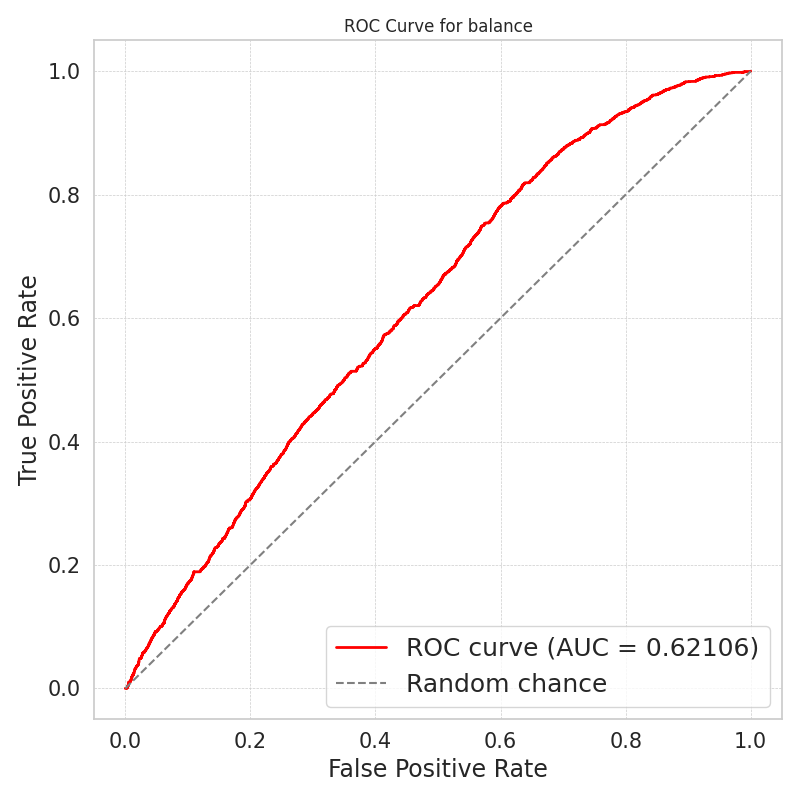 ROC Curve for balance
True Positive Rate
1.0
0.8
0.6
0.4
0.2
0.0
ROC curve (AUC = 0.62106)
Random chance
0.0 0.2 0.4 0.6 0.8 1.0
False Positive Rate